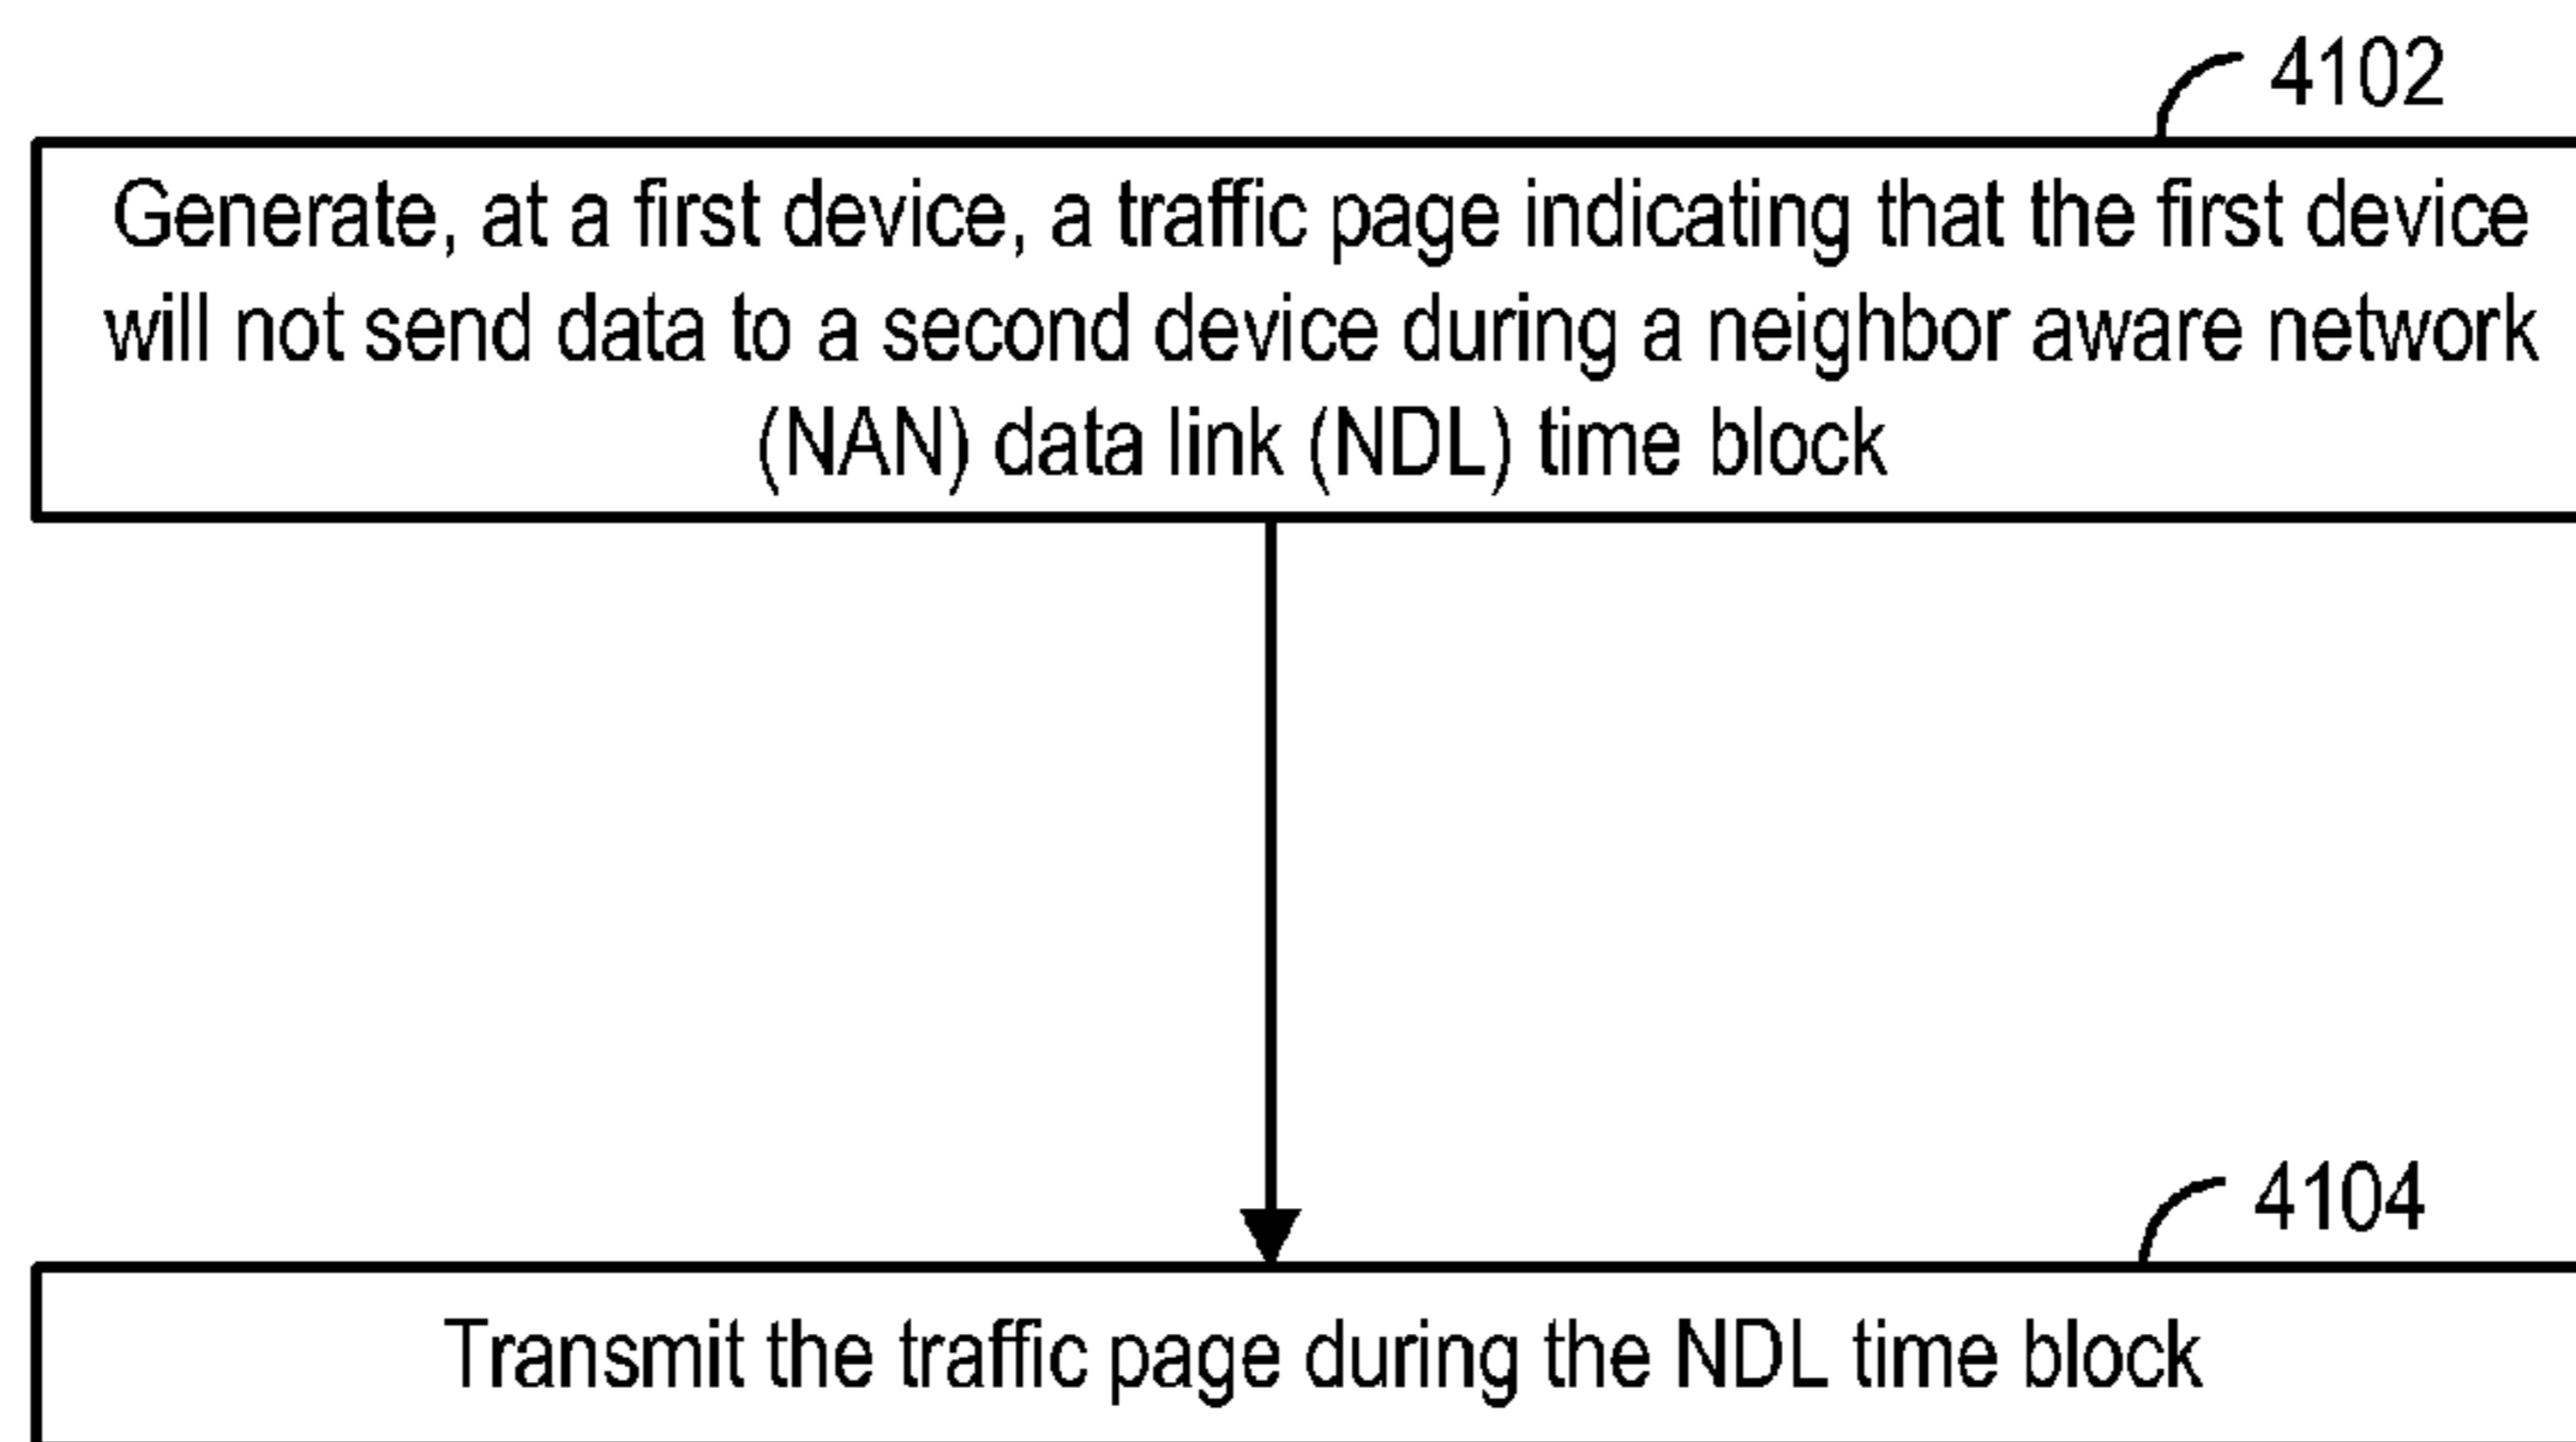 4102
Generate, at a first device, a traffic page indicating that the first device
will not send data to a second device during a neighbor aware network
(NAN) data link (NDL) time block
4104
Transmit the traffic page during the NDL time block